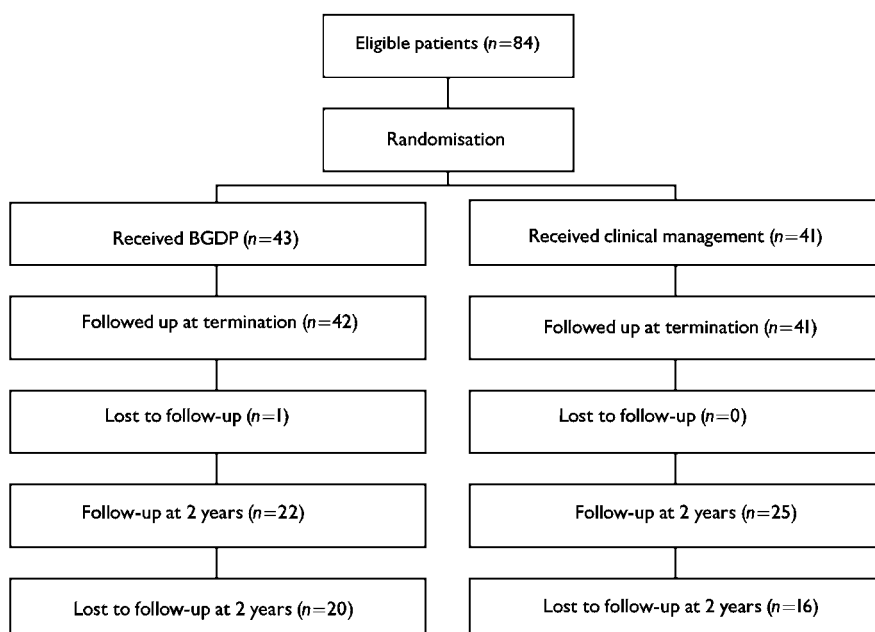 Eligible patients (n=84)
Randomisation
Received BGDP (n=43)
Received clinical management (n=41)
Followed up at termination (n=42)
Followed up at termination (n=41)
Lost to follow-up (n=1)
Lost to follow-up (n=0)
Follow-up at 2 years (n=22)
Follow-up at 2 years (n=25)
Lost to follow-up at 2 years (n=20)
Lost to follow-up at 2 years (n=16)